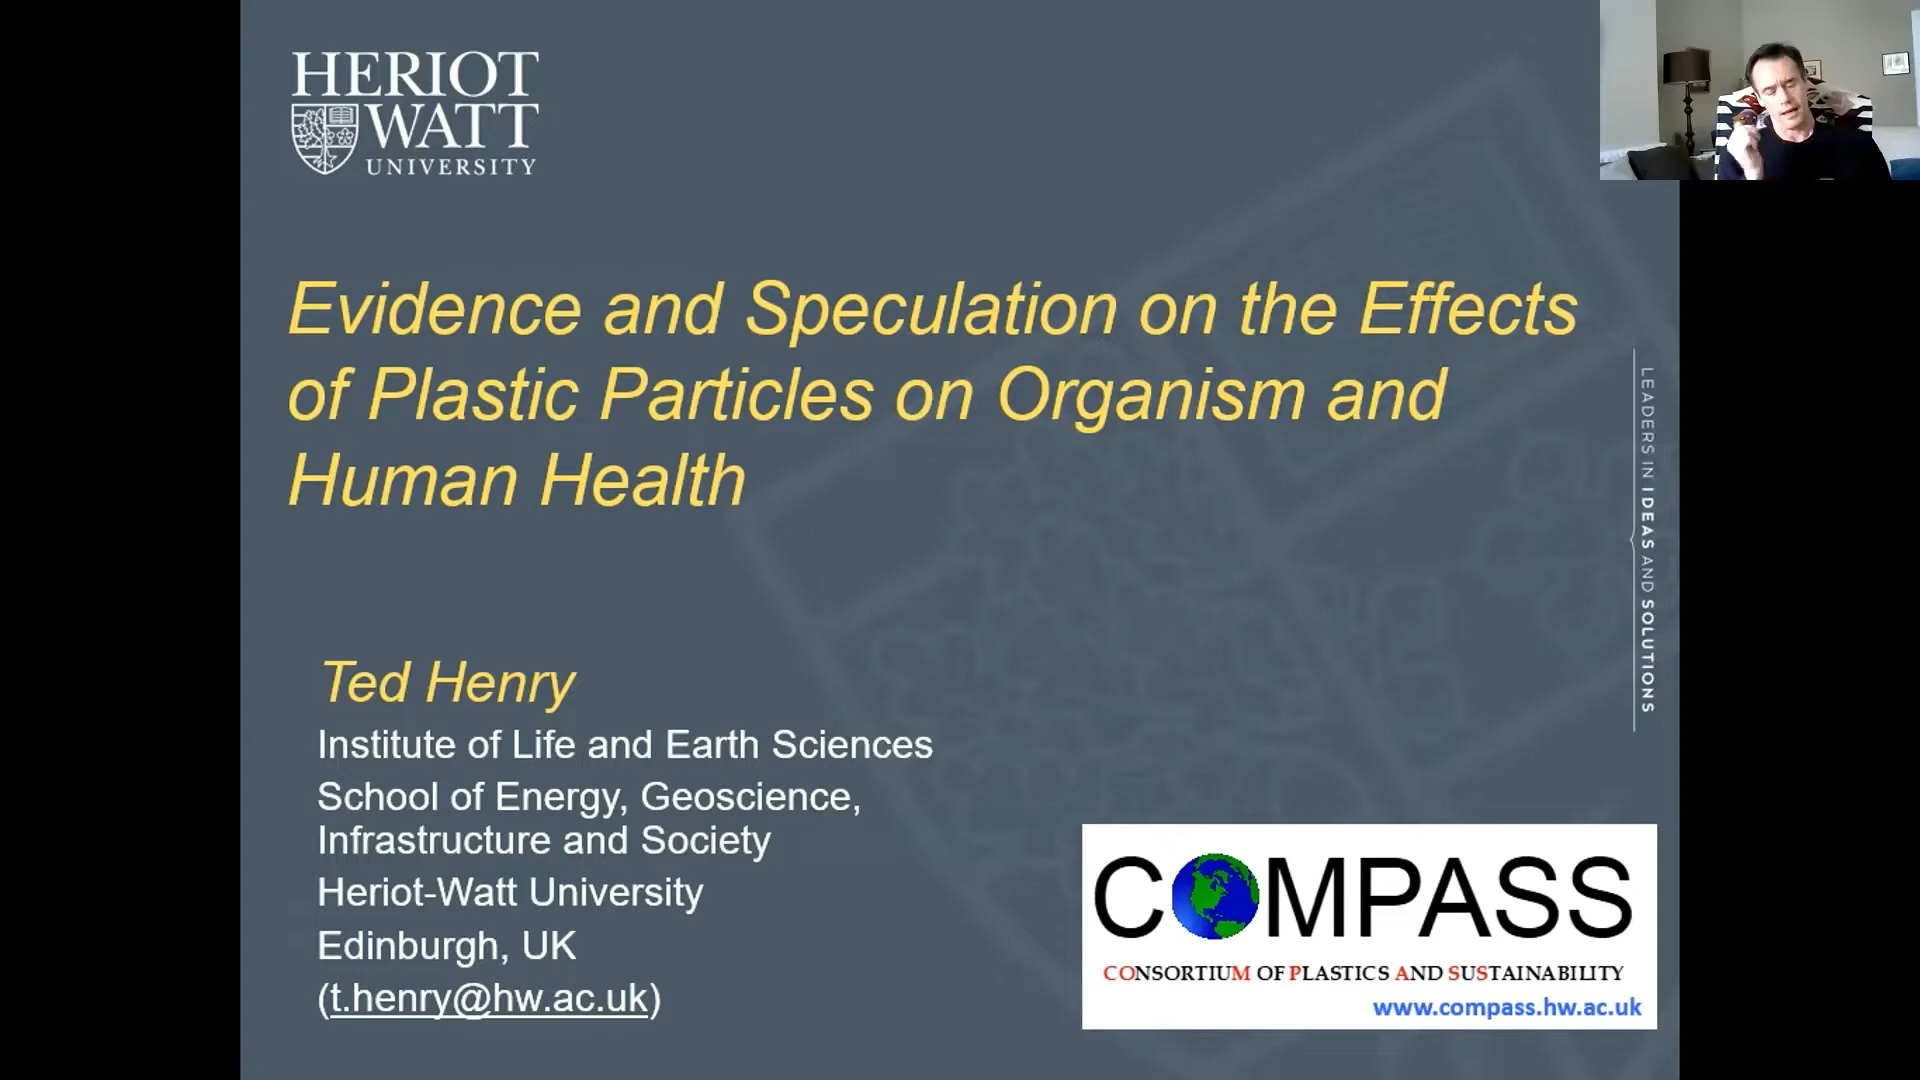 HERIOT
WATT
UNIVERSITY
Evidence and Speculation on the Effects
of Plastic Particles on Organism and
Human Health
LEADERS IN IDEAS AND SOLUTIONS
Ted Henry
Institute of Life and Earth Sciences
School of Energy, Geoscience,
Infrastructure and Society
Heriot-Watt University
Edinburgh, UK
(t.henry@hw.ac.uk)
COMPASS
CONSORTIUM OF PLASTICS AND SUSTAINABILITY
www.compass.hw.ac.uk